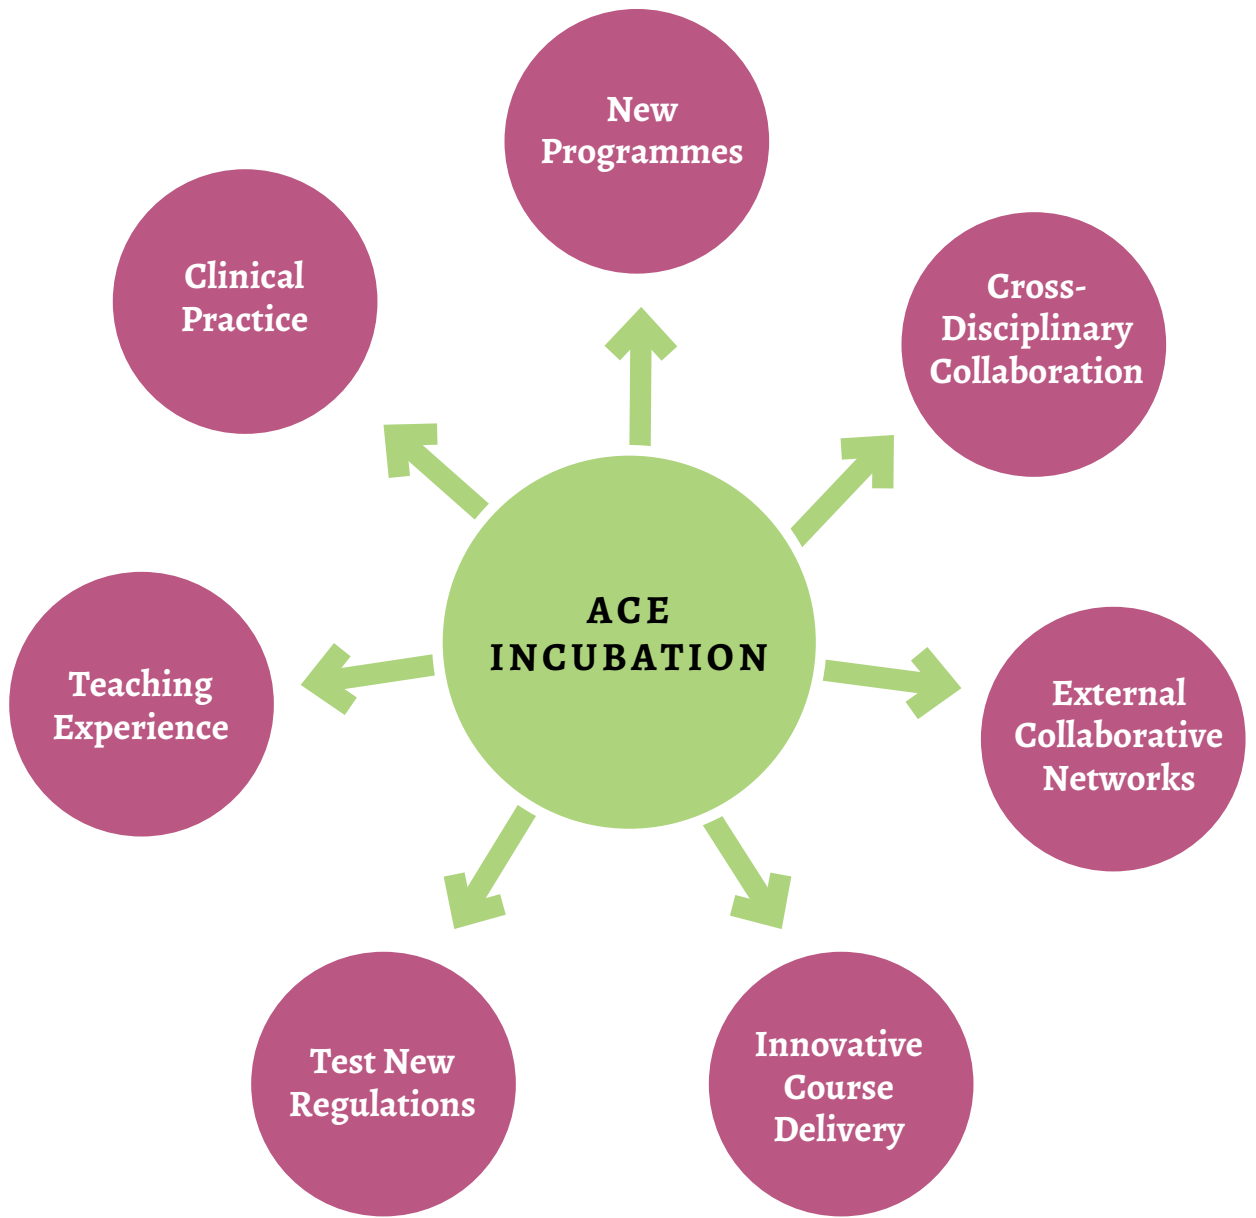 New
Programmes
Cross-
Disciplinary
Collaboration
External
Collaborative
Networks
Innovative
Course
Delivery
Test New
Regulations
Teaching
Experience
Clinical
Practice
ACE
INCUBATION